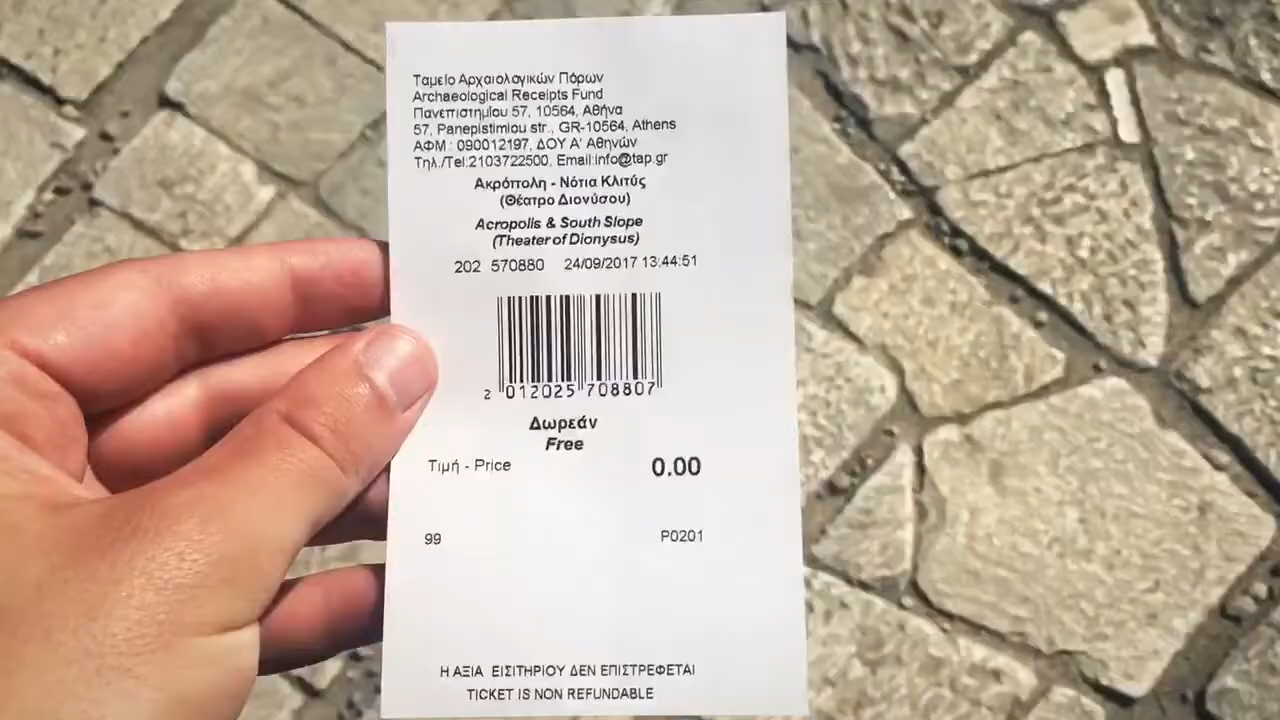 Ταμείο Αρχαιολογικών Πόρων
Archaeological Receipts Fund
Πανεπιστημίου 57, 10564, Αθήνα
57, Panepistimiou str., GR-10564, Athens
ΑΦΜ : 090012197, ΔΟΥ Α' Αθηνών
Τηλ./Tel:2103722500, Email:info@tap.gr
Ακρόπολη - Νότια Κλιτύς
(Θέατρο Διονύσου)
Acropolis & South Slope
(Theater of Dionysus)
202 570880 24/09/2017 13:44:51
2 012025 708807
Δωρεάν
Free
Τιμή - Price 0.00
99 P0201
Η ΑΞΙΑ ΕΙΣΙΤΗΡΙΟΥ ΔΕΝ ΕΠΙΣΤΡΕΦΕΤΑΙ
TICKET IS NON REFUNDABLE